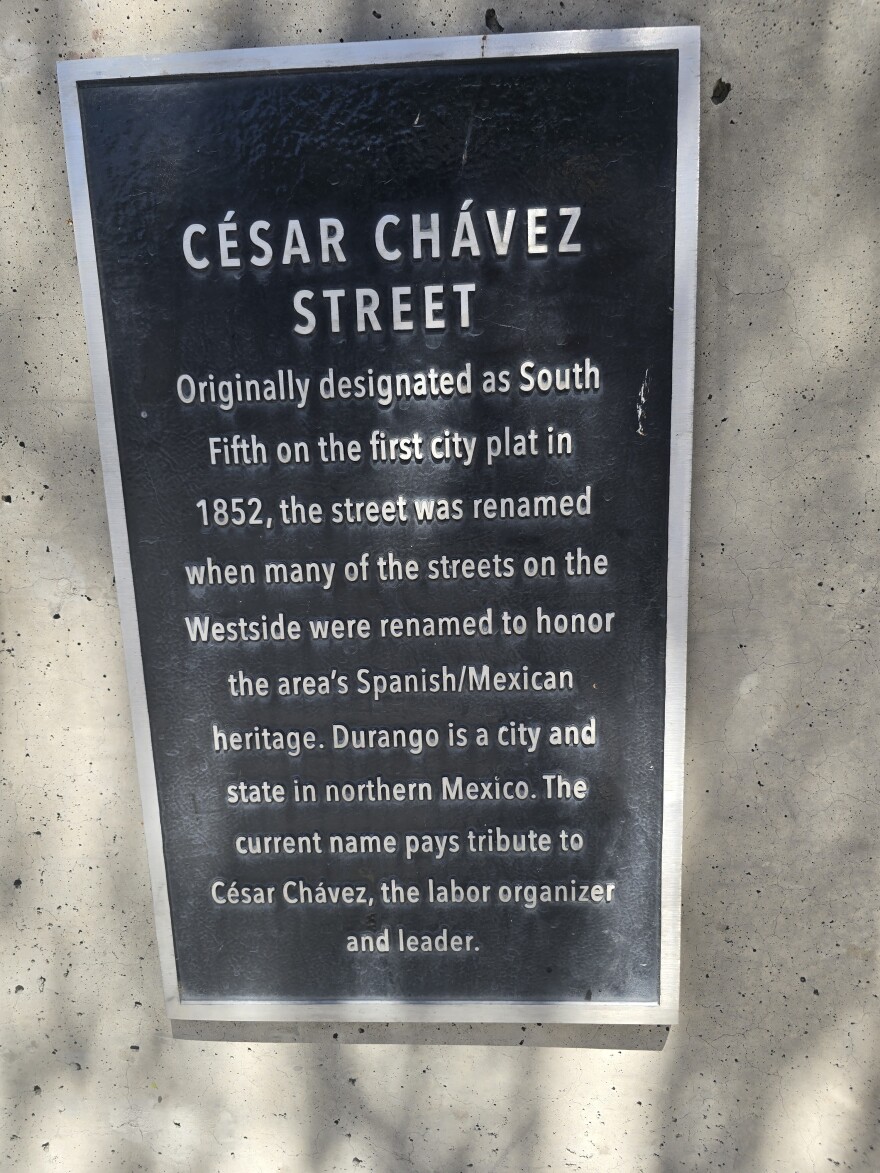 CÉSAR CHÁVEZ
STREET
Originally designated as South
Fifth on the first city plat in
1852, the street was renamed
when many of the streets on the
Westside were renamed to honor
the area's Spanish/Mexican
heritage. Durango is a city and
state in northern Mexico. The
current name pays tribute to
César Chávez, the labor organizer
and leader.